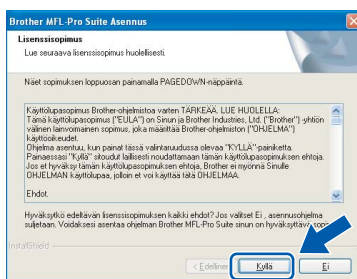 Brother MFL-Pro Suite Asennus
Lisenssisopimus
Lue seuraava lisenssisopimus huolellisesti.
Näet sopimuksen loppuosan painamalla PAGEDOWN-näppäintä.
Käyttölupasopimus Brother-ohjelmistoa varten TÄRKEÄÄ, LUE HUOLELLA:
Tämä käyttölupasopimus ("EULA") on Sinun ja Brother Industries, Ltd. ("Brother") -yhtiön
välinen lainvoimainen sopimus, joka määrittää Brother-ohjelmiston ("OHJELMA")
käyttöoikeudet.
Ohjelma asentuu, kun painat tässä valintaruudussa olevaa "KYLLÄ"-painiketta.
Painaessasi "KYLLÄ" sitoudut laillisesti noudattamaan tämän käyttölupasopimuksen ehtoja.
Jos et hyväksy tämän käyttölupasopimuksen ehtoja, Brother ei myönnä Sinulle
OHJELMAN käyttölupaa, jolloin et voi käyttää tätä OHJELMAA.
Ehdot.
Hyväksytkö edeltävän lisenssisopimuksen kaikki ehdot? Jos valitset Ei , asennusohjelma
suljetaan. Voidaksesi asentaa ohjelman Brother MFL-Pro Suite sinun on hyväksyttävä
InstallShield
< Edellinen
Kyllä
Ei